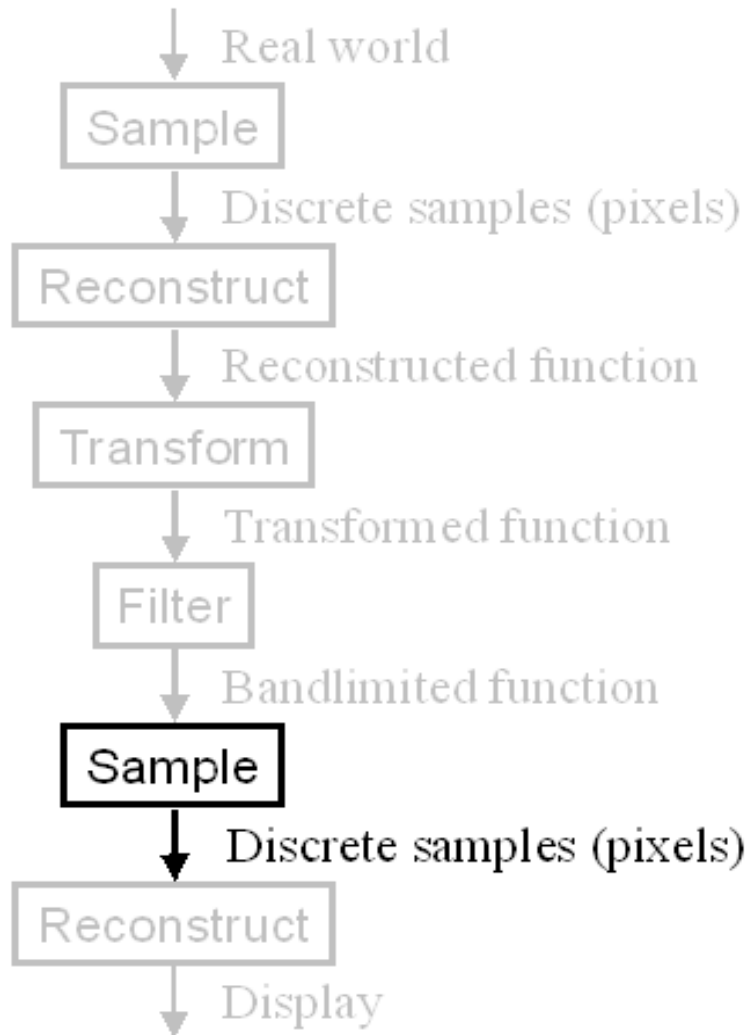 Real world
Sample
Discrete samples (pixels)
Reconstruct
Reconstructed function
Transform
Transformed function
Filter
Bandlimited function
Sample
Discrete samples (pixels)
Reconstruct
Display